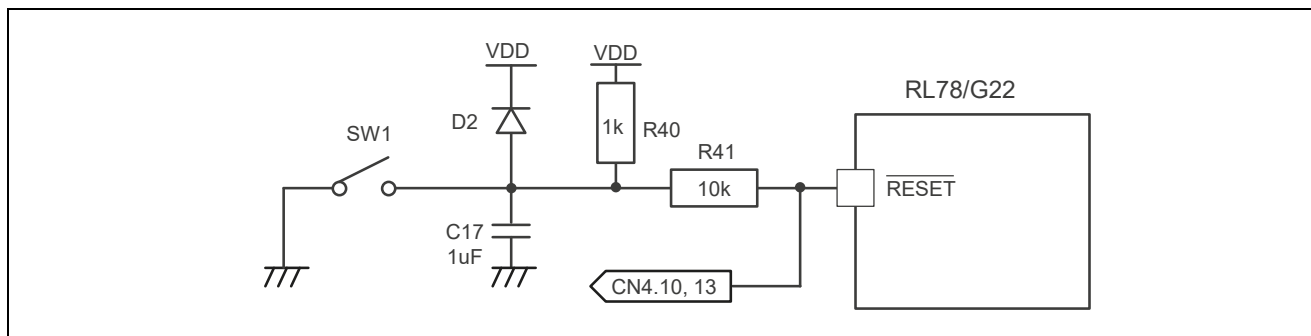 VDD
VDD
RL78/G22
SW1
D2
1k
R40
R41
10k
RESET
C17
1uF
CN4.10, 13